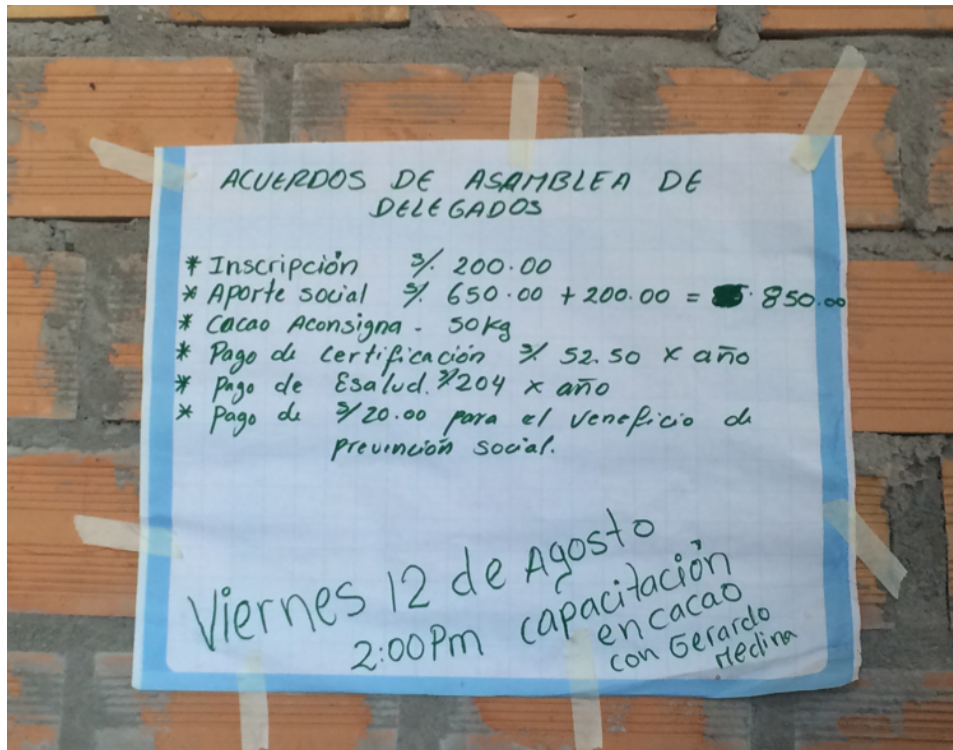 ACUERDOS DE ASAMBLEA DE
DELEGADOS
* Inscripción S/. 200.00
* Aporte social S/. 650.00 + 200.00 = 850.00
* Cacao Aconsigna - 50kg
* Pago de Certificación S/ 52.50 x año
* Pago de Esalud. S/204 x año
* Pago de S/20.00 para el veneficio de
prevención social.
Viernes 12 de Agosto
2:00Pm capacitación
en cacao
con Gerardo
Medina